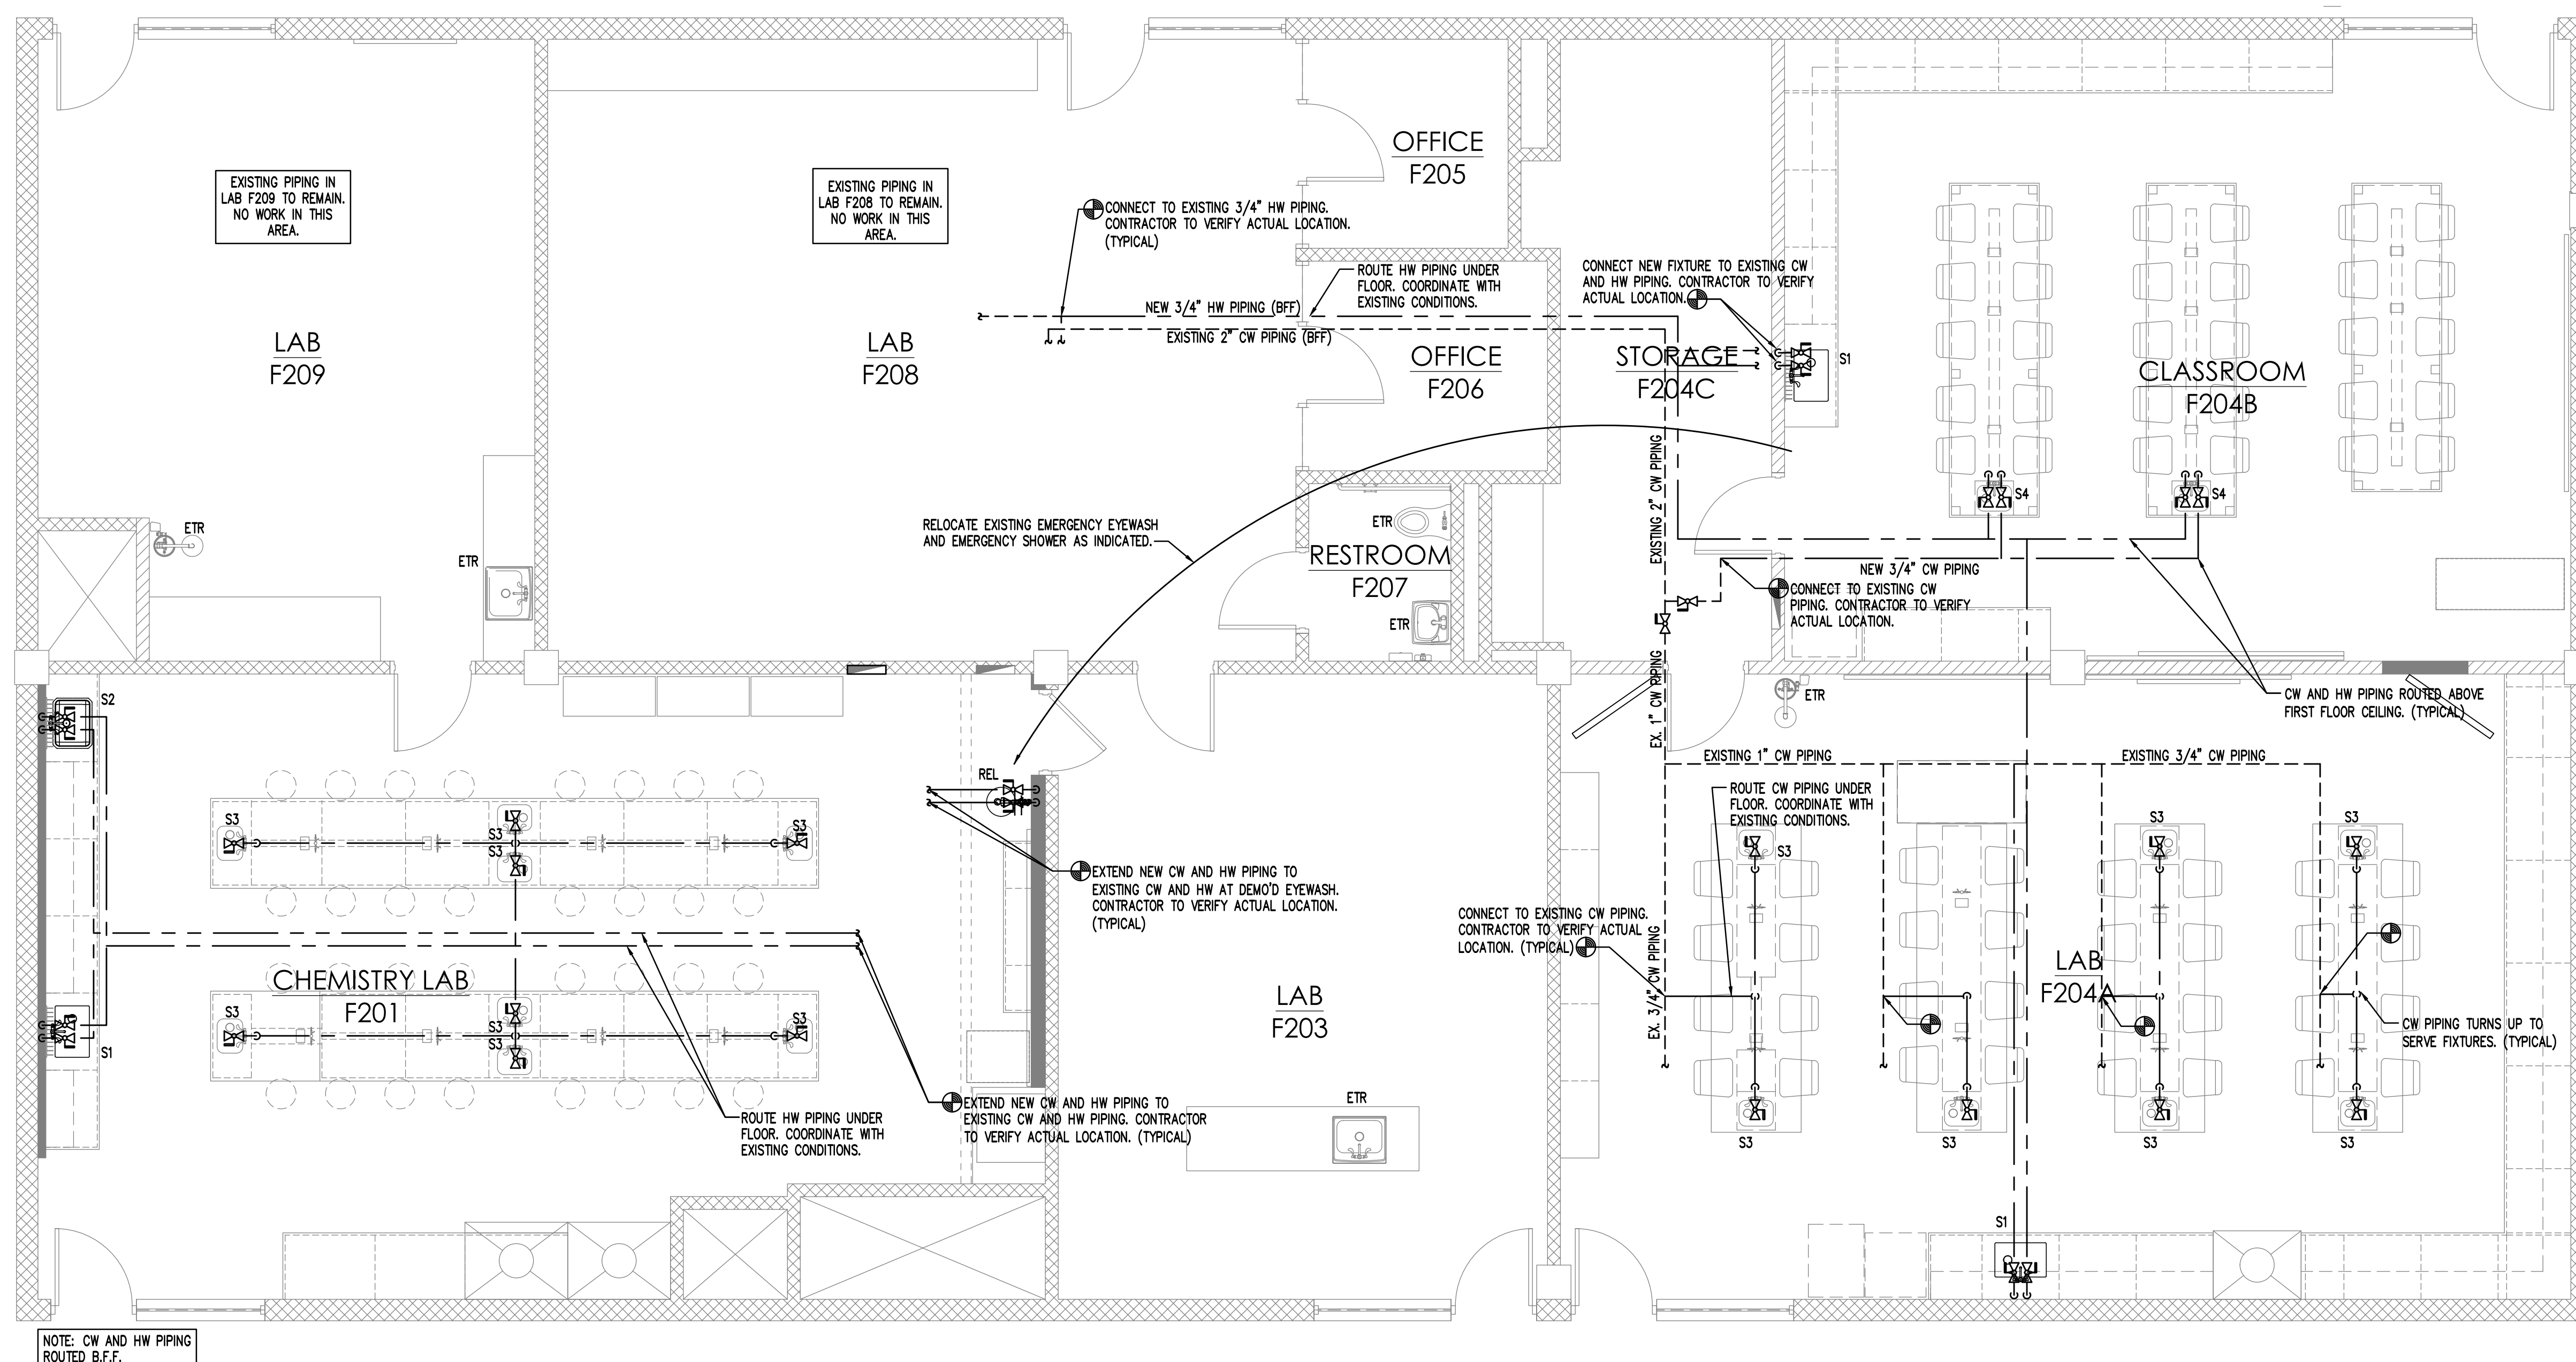 EXISTING PIPING IN
LAB F209 TO REMAIN.
NO WORK IN THIS
AREA.
LAB
F209
ETR
ETR
EXISTING PIPING IN
LAB F208 TO REMAIN.
NO WORK IN THIS
AREA.
LAB
F208
CONNECT TO EXISTING 3/4" HW PIPING.
CONTRACTOR TO VERIFY ACTUAL LOCATION.
(TYPICAL)
OFFICE
F205
ROUTE HW PIPING UNDER
FLOOR. COORDINATE WITH
EXISTING CONDITIONS.
NEW 3/4" HW PIPING (BFF)
EXISTING 2" CW PIPING (BFF)
OFFICE
F206
CONNECT NEW FIXTURE TO EXISTING CW
AND HW PIPING. CONTRACTOR TO VERIFY
ACTUAL LOCATION.
STORAGE
F204C
S1
CLASSROOM
F204B
S4
S4
EXISTING 2" CW PIPING
RELOCATE EXISTING EMERGENCY EYEWASH
AND EMERGENCY SHOWER AS INDICATED.
ETR
RESTROOM
F207
ETR
NEW 3/4" CW PIPING
CONNECT TO EXISTING CW
PIPING. CONTRACTOR TO VERIFY
ACTUAL LOCATION.
CW AND HW PIPING ROUTED ABOVE
FIRST FLOOR CEILING. (TYPICAL)
S2
S3
S3
S3
S3
CHEMISTRY LAB
F201
S3
S3
S3
S3
S1
ROUTE HW PIPING UNDER
FLOOR. COORDINATE WITH
EXISTING CONDITIONS.
REL
EXTEND NEW CW AND HW PIPING TO
EXISTING CW AND HW AT DEMO'D EYEWASH.
CONTRACTOR TO VERIFY ACTUAL LOCATION.
(TYPICAL)
EXTEND NEW CW AND HW PIPING TO
EXISTING CW AND HW PIPING. CONTRACTOR
TO VERIFY ACTUAL LOCATION. (TYPICAL)
LAB
F203
ETR
EX. 1" CW PIPING
ETR
EXISTING 1" CW PIPING
EXISTING 3/4" CW PIPING
ROUTE CW PIPING UNDER
FLOOR. COORDINATE WITH
EXISTING CONDITIONS.
S3
S3
S3
CONNECT TO EXISTING CW PIPING.
CONTRACTOR TO VERIFY ACTUAL
LOCATION. (TYPICAL)
EX. 3/4" CW PIPING
LAB
F204A
CW PIPING TURNS UP TO
SERVE FIXTURES. (TYPICAL)
S3
S3
S3
S3
S1
NOTE: CW AND HW PIPING
ROUTED B.F.F.